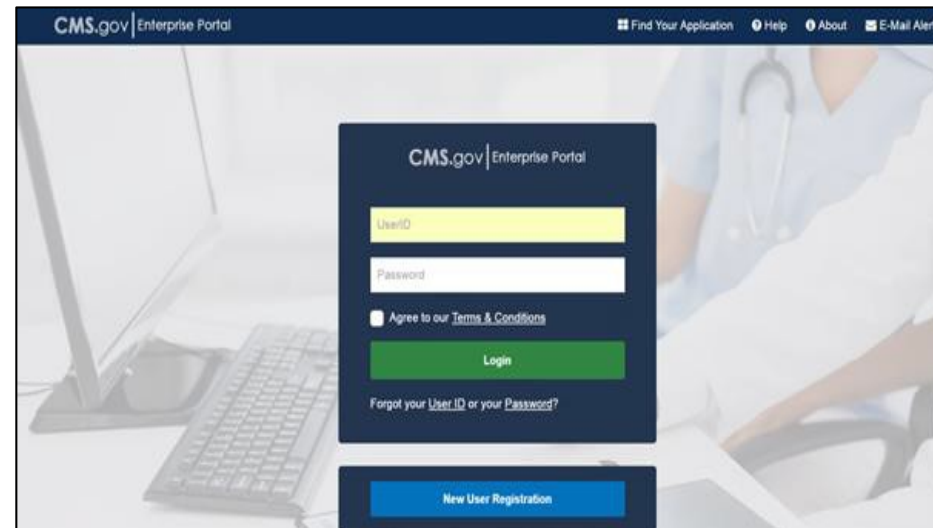 CMS.gov Enterprise Portal Find Your Application Help About E-Mail Aler
CMS.gov Enterprise Portal
UserID
Password
Agree to our Terms & Conditions
Login
Forgot your User ID or your Password?
New User Registration